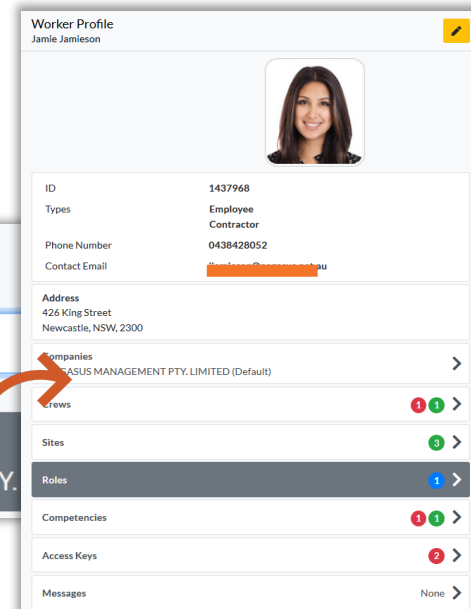 Worker Profile
Jamie Jamieson
ID 1437968
Types Employee
Contractor
Phone Number 0438428052
Contact Email
Address
426 King Street
Newcastle, NSW, 2300
Companies
MANAGEMENT PTY. LIMITED (Default)
Crews 1 1
Sites 3
Y.
Roles 1
Competencies 1 1
Access Keys 2
Messages None